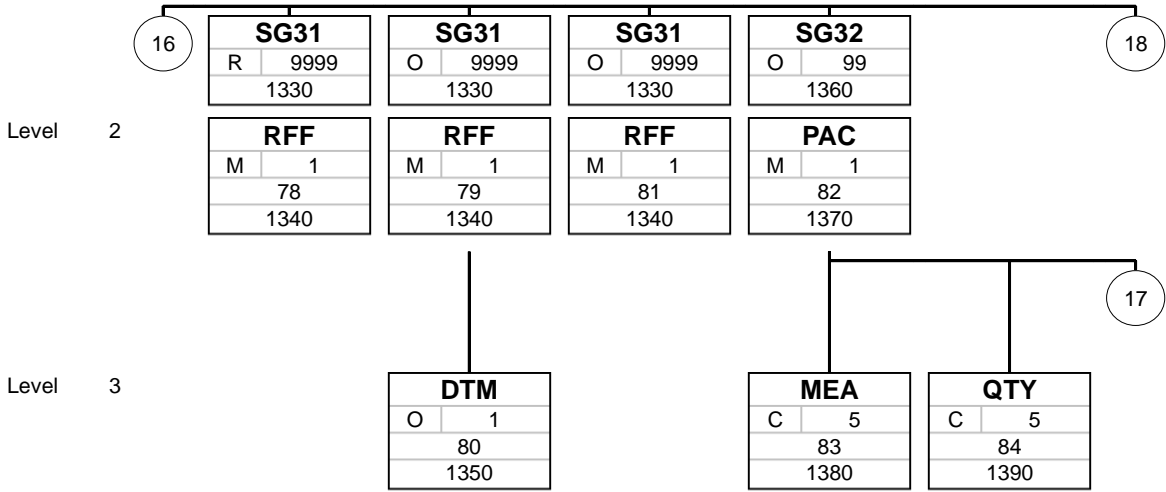 16 SG31 SG31 SG31 SG32 18
R 9999 O 9999 O 9999 O 99
1330 1330 1330 1360
Level 2 RFF RFF RFF PAC
M 1 M 1 M 1 M 1
78 79 81 82
1340 1340 1340 1370
17
Level 3 DTM MEA QTY
O 1 C 5 C 5
80 83 84
1350 1380 1390